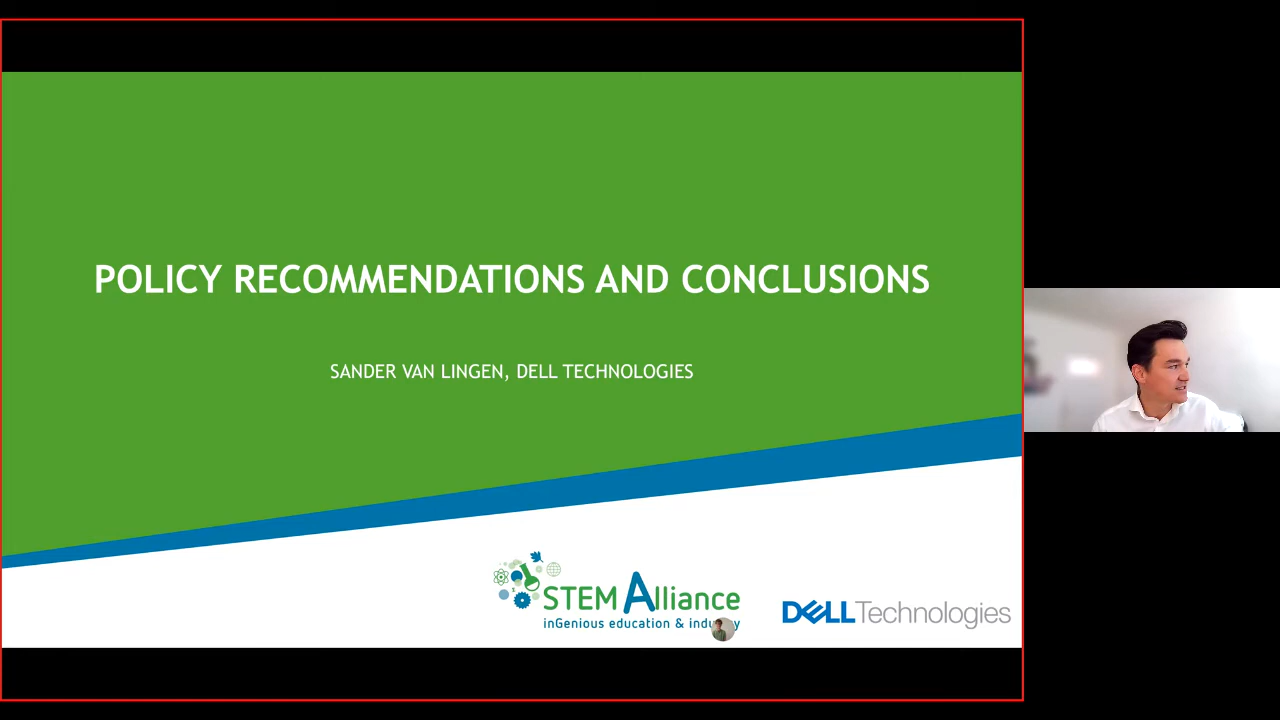 POLICY RECOMMENDATIONS AND CONCLUSIONS
SANDER VAN LINGEN, DELL TECHNOLOGIES
STEM Alliance
inGenious education & industry
DELL Technologies